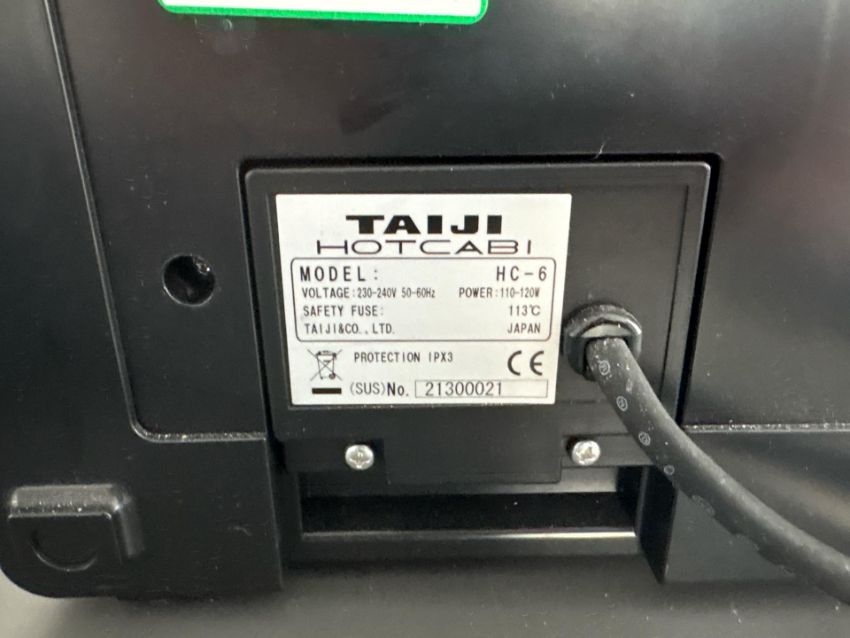 TAIJI
HOTCABI
MODEL: HC-6
VOLTAGE:230-240V 50-60Hz POWER:110-120W
SAFETY FUSE: 113℃
TAIJI&CO.,LTD. JAPAN
PROTECTION IPX3 CE
(SUS)No. 21300021